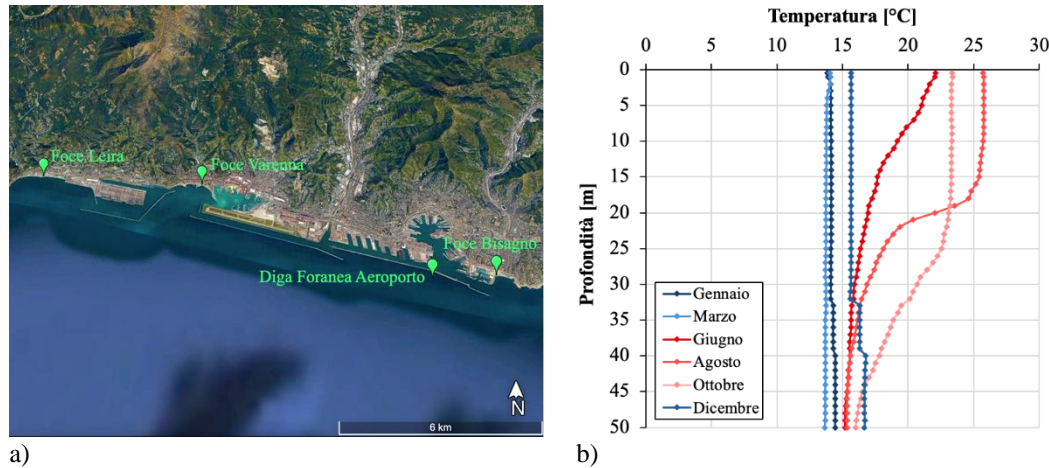 Foce Leira
Foce Varenna
Foce Bisagno
Diga Foranea Aeroporto
N
6 km
a)
Temperatura [°C]
0 5 10 15 20 25 30
Profondità [m]
0
5
10
15
20
25
30
35
40
45
50
Gennaio
Marzo
Giugno
Agosto
Ottobre
Dicembre
b)